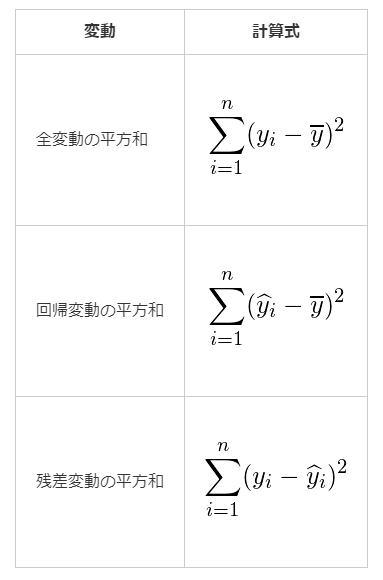 変動 計算式
全変動の平方和 \sum_{i=1}^{n}(y_i - \overline{y})^2
回帰変動の平方和 \sum_{i=1}^{n}(\widehat{y}_i - \overline{y})^2
残差変動の平方和 \sum_{i=1}^{n}(y_i - \widehat{y}_i)^2